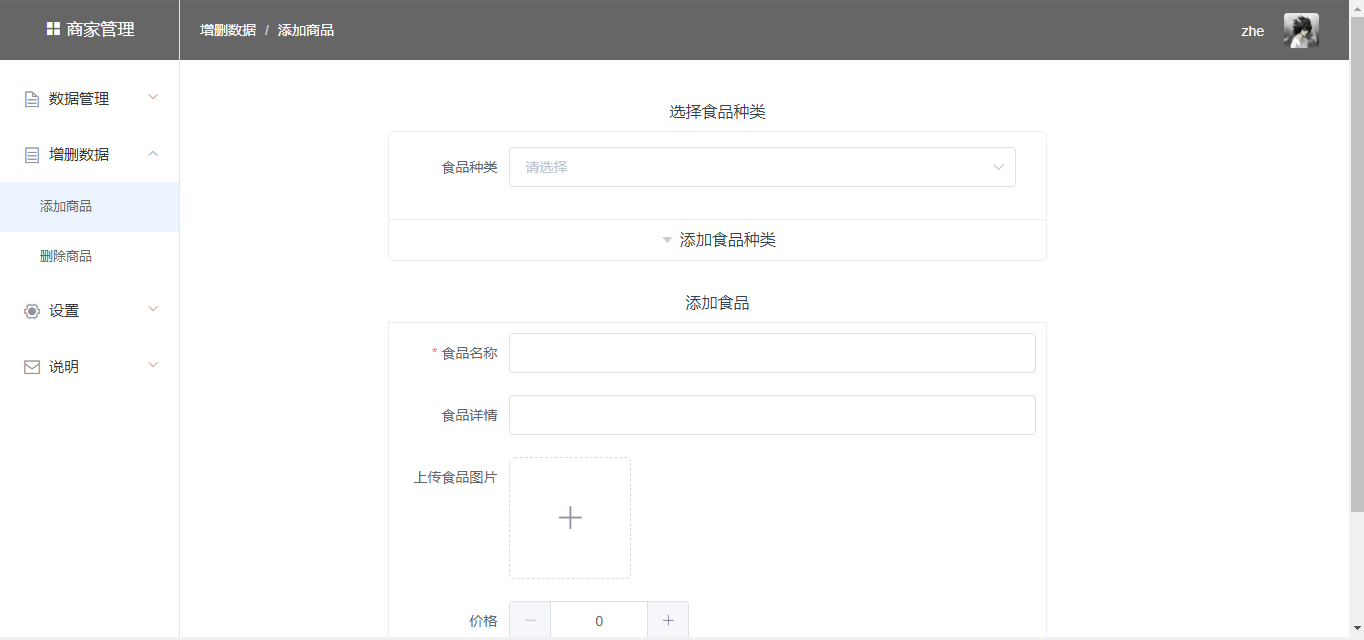 商家管理
增删数据 / 添加商品
zhe
数据管理
增删数据
添加商品
删除商品
设置
说明
选择食品种类
食品种类 请选择
添加食品种类
添加食品
* 食品名称
食品详情
上传食品图片
价格 0